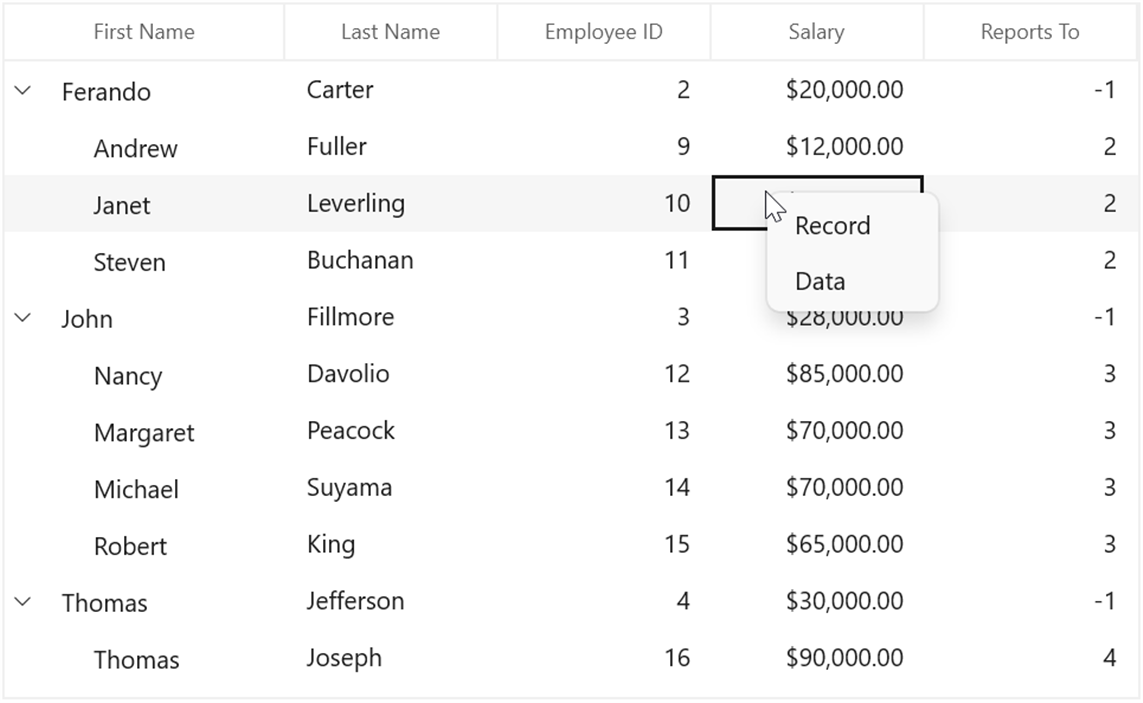 First Name Last Name Employee ID Salary Reports To
Ferando Carter 2 $20,000.00 -1
Andrew Fuller 9 $12,000.00 2
Janet Leverling 10 2
Record
Steven Buchanan 11 2
Data
John Fillmore 3 $28,000.00 -1
Nancy Davolio 12 $85,000.00 3
Margaret Peacock 13 $70,000.00 3
Michael Suyama 14 $70,000.00 3
Robert King 15 $65,000.00 3
Thomas Jefferson 4 $30,000.00 -1
Thomas Joseph 16 $90,000.00 4